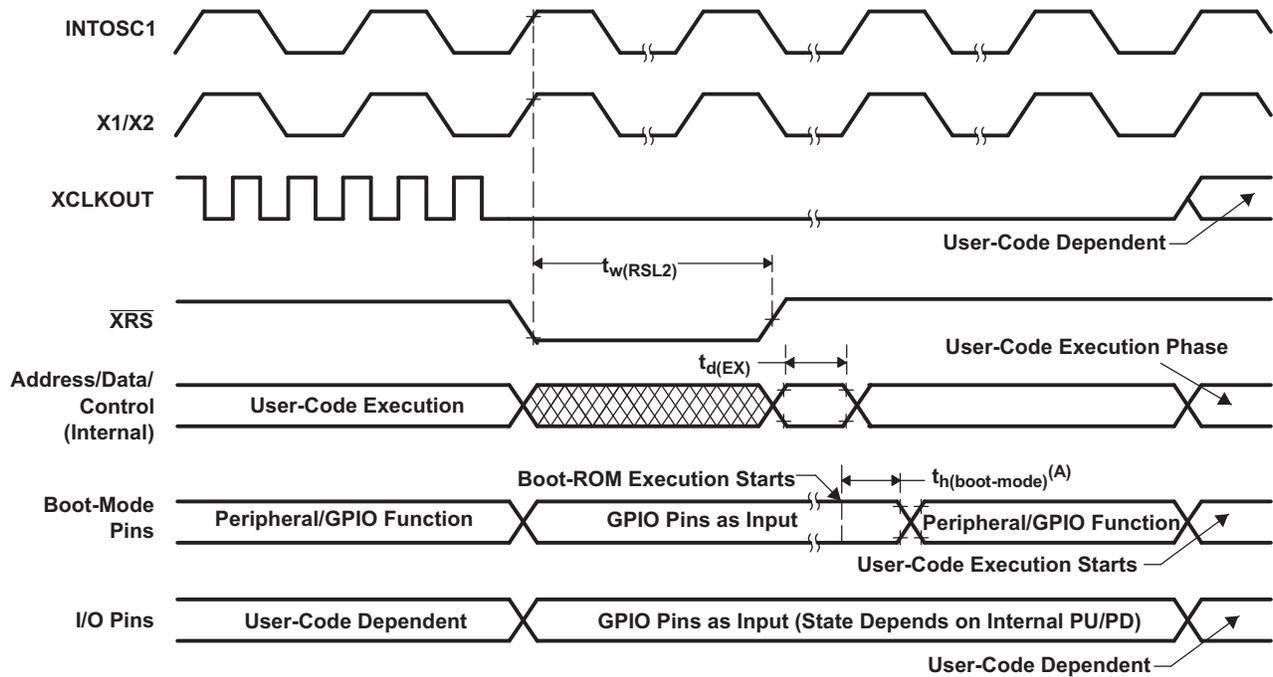 INTOSC1
X1/X2
XCLKOUT
User-Code Dependent
tw(RSL2)
XRS
User-Code Execution Phase
td(EX)
Address/Data/
Control
(Internal)
User-Code Execution
Boot-ROM Execution Starts
th(boot-mode)(A)
Boot-Mode
Pins
Peripheral/GPIO Function
GPIO Pins as Input
Peripheral/GPIO Function
User-Code Execution Starts
I/O Pins
User-Code Dependent
GPIO Pins as Input (State Depends on Internal PU/PD)
User-Code Dependent